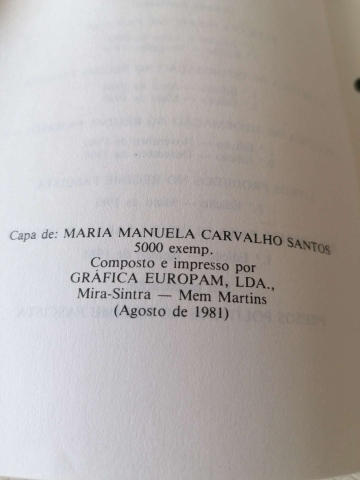 Capa de: MARIA MANUELA CARVALHO SANTOS
5000 exemp.
Composto e impresso por
GRÁFICA EUROPAM, LDA.,
Mira-Sintra — Mem Martins
(Agosto de 1981)